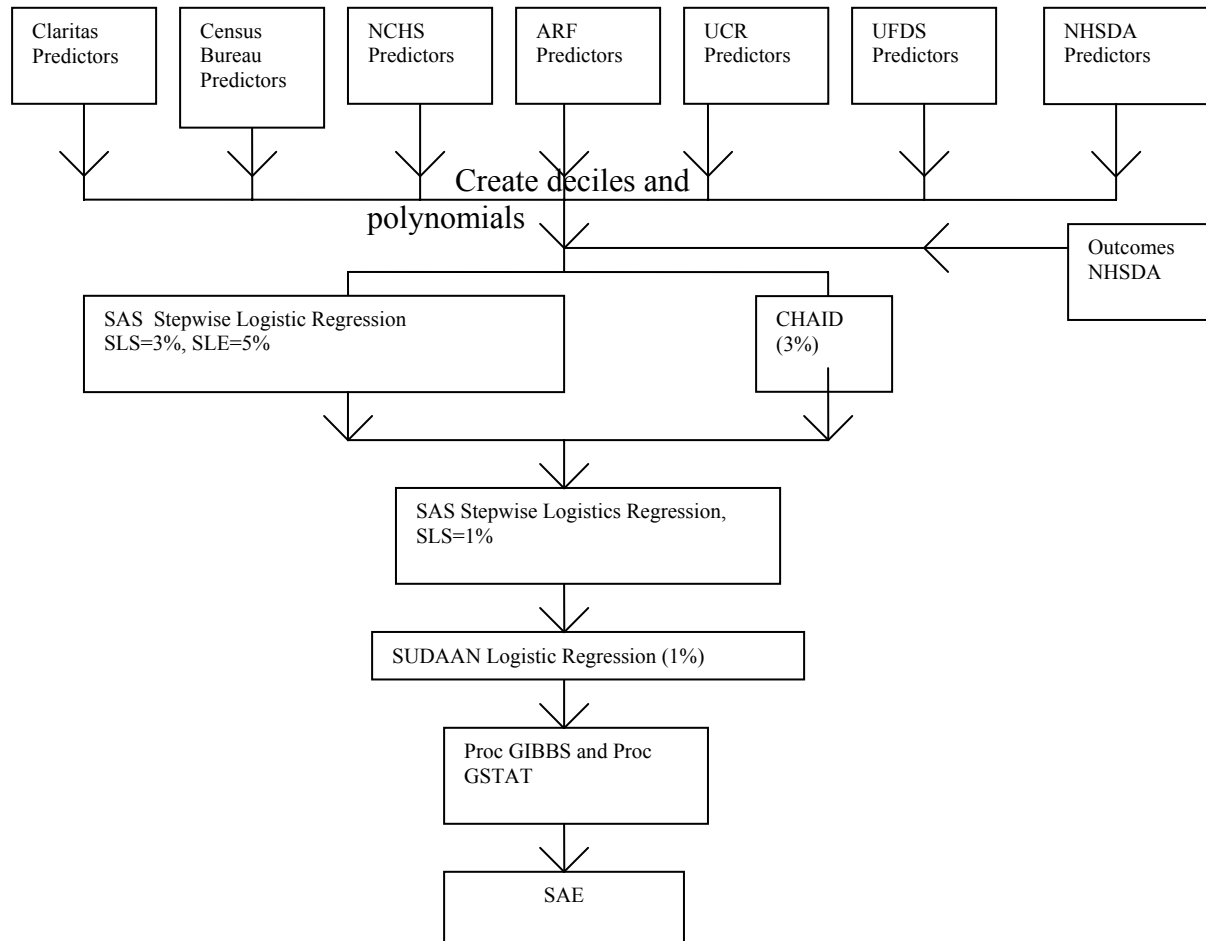 Claritas
Predictors
Census
Bureau
Predictors
NCHS
Predictors
ARF
Predictors
UCR
Predictors
UFDS
Predictors
NHSDA
Predictors
Create deciles and
polynomials
Outcomes
NHSDA
SAS Stepwise Logistic Regression
SLS=3%, SLE=5%
CHAID
(3%)
SAS Stepwise Logistics Regression,
SLS=1%
SUDAAN Logistic Regression (1%)
Proc GIBBS and Proc
GSTAT
SAE